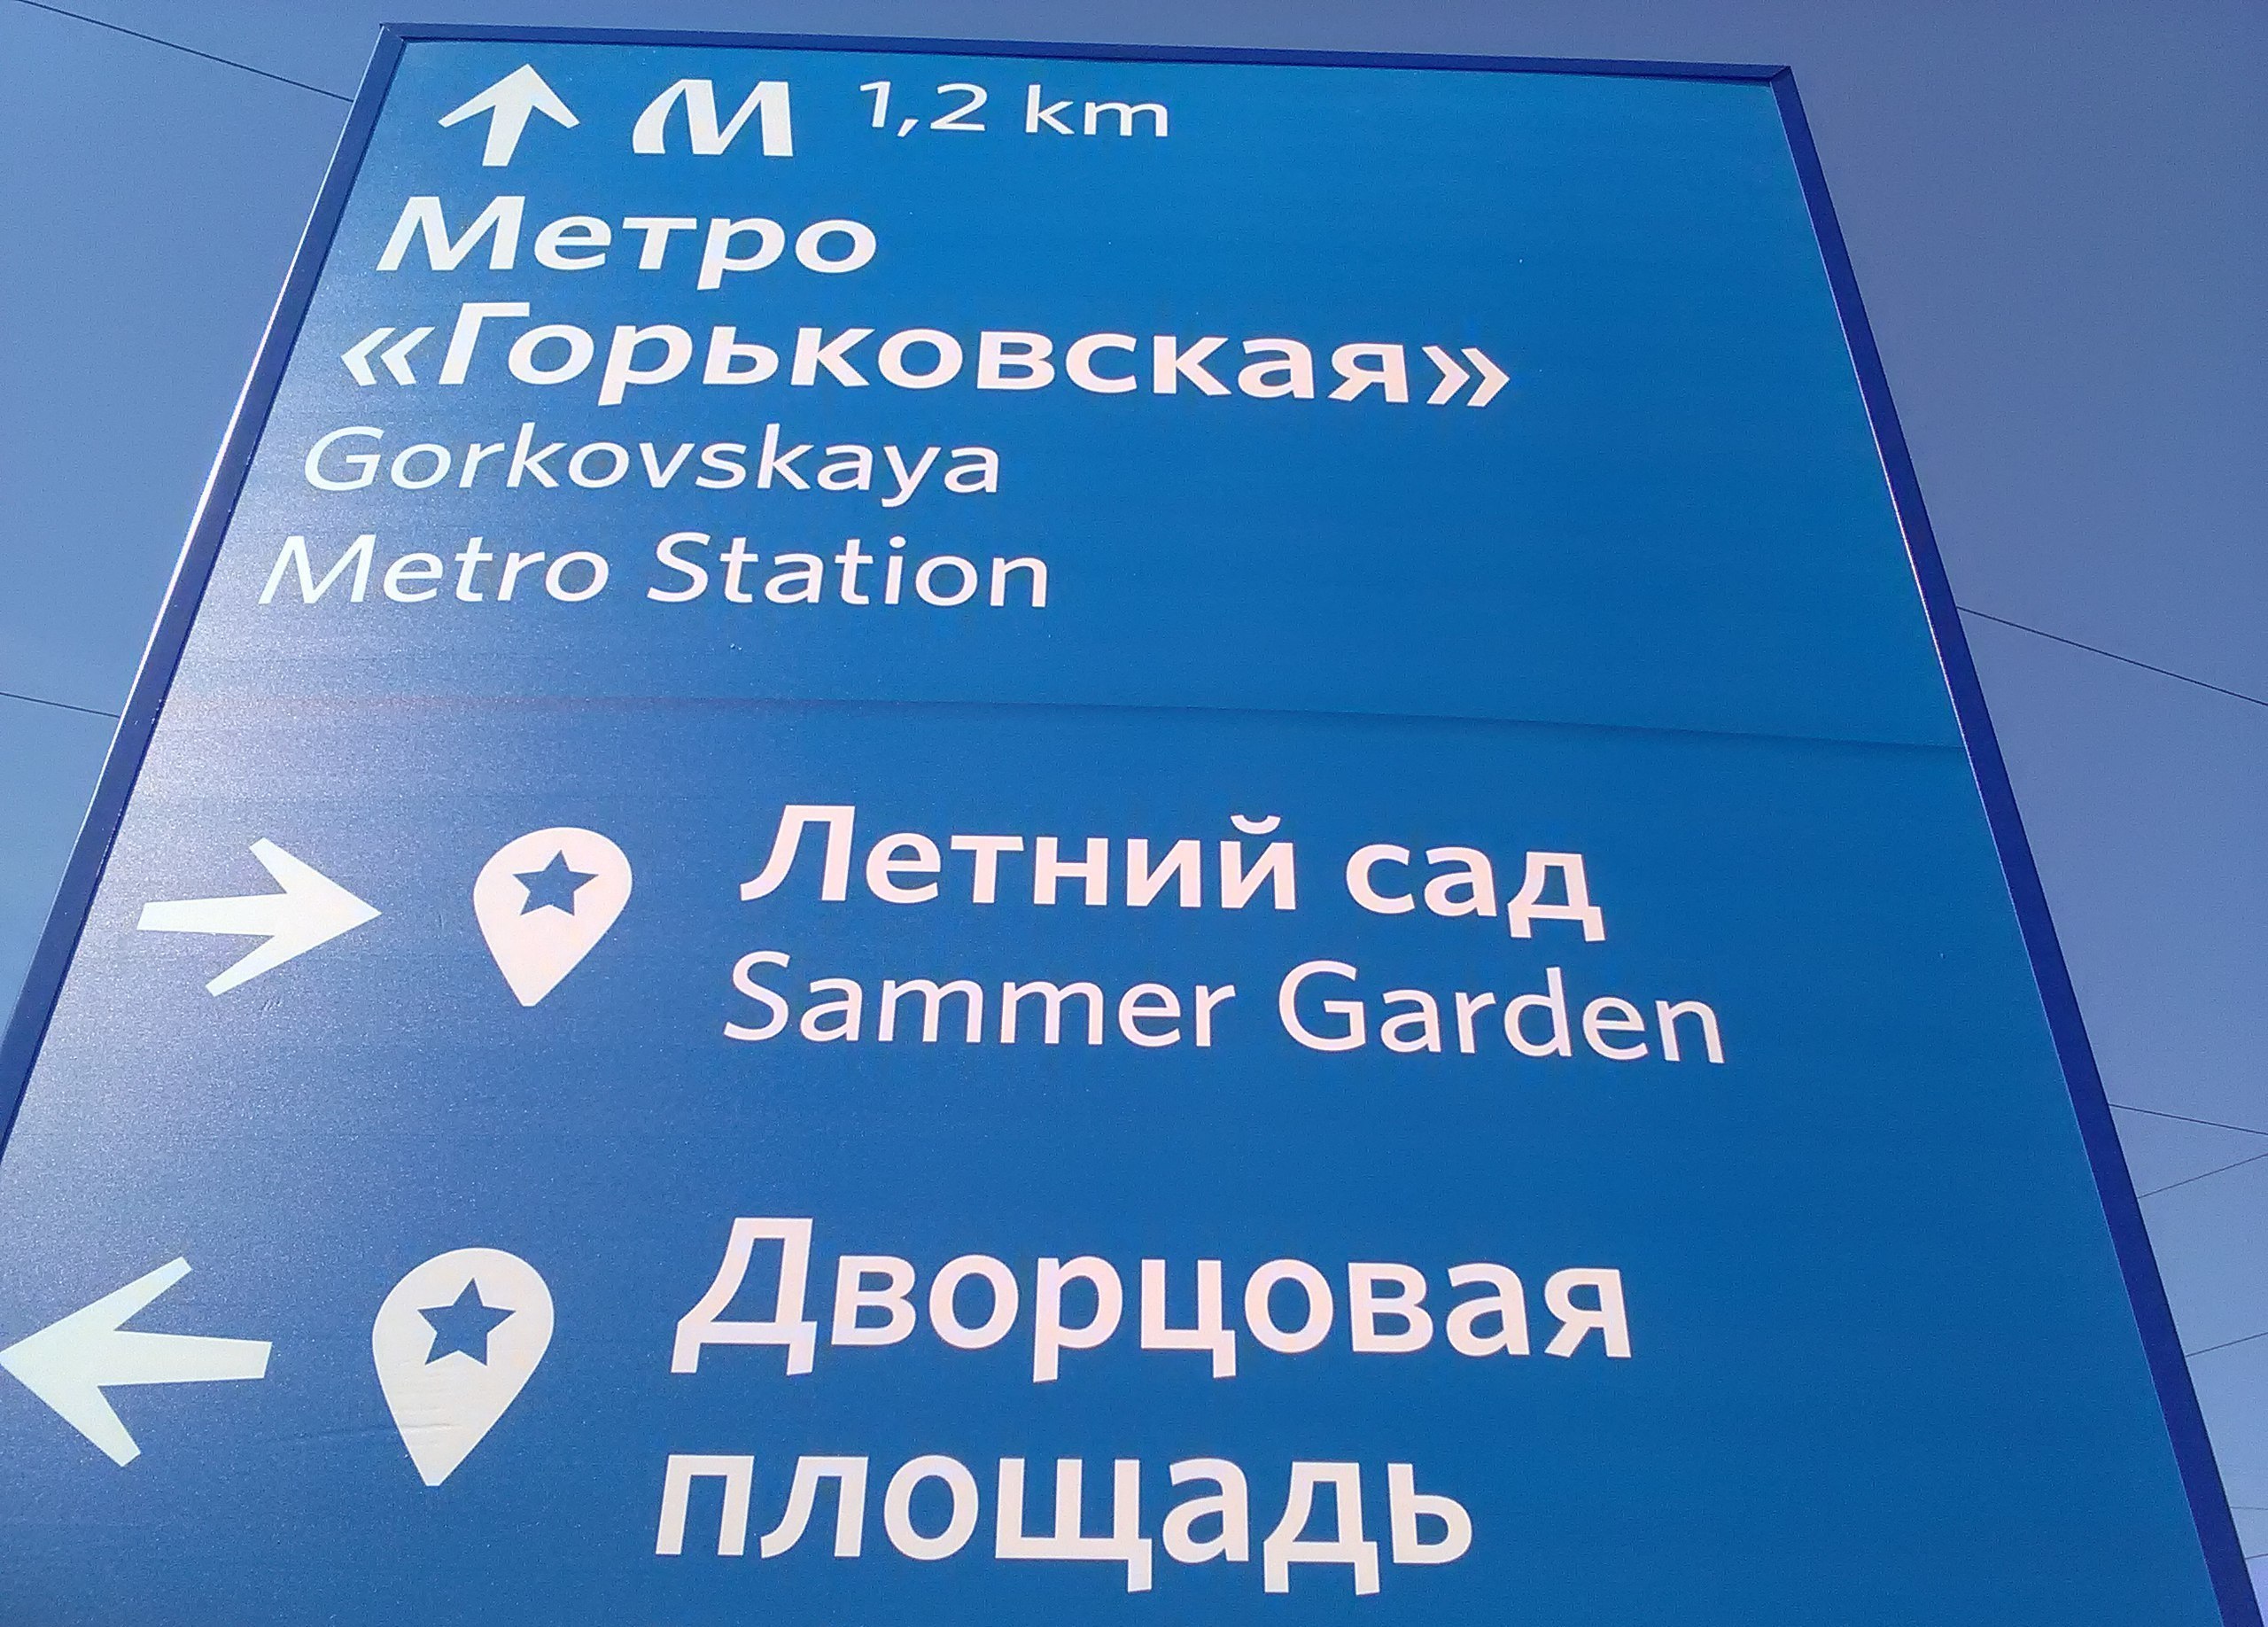 М 1,2 km
Метро
«Горьковская»
Gorkovskaya
Metro Station
Летний сад
Sammer Garden
Дворцовая
площадь